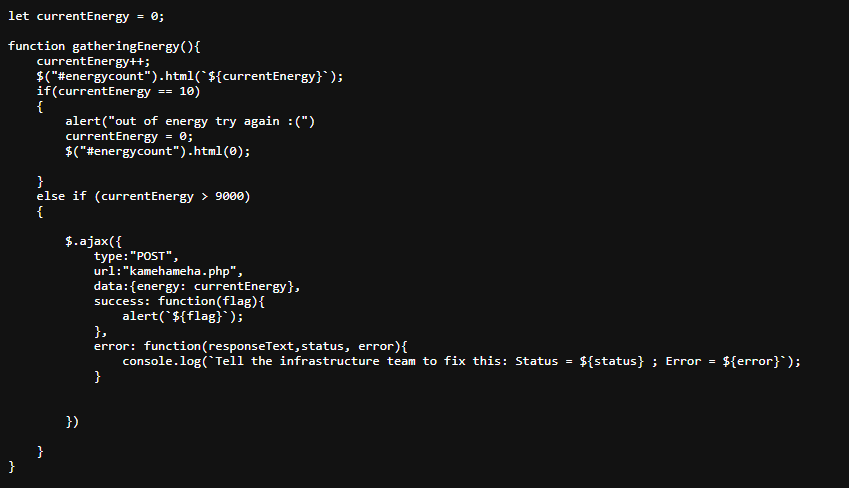 let currentEnergy = 0;
function gatheringEnergy(){
currentEnergy++;
$("#energycount").html(`${currentEnergy}`);
if(currentEnergy == 10)
{
alert("out of energy try again :(")
currentEnergy = 0;
$("#energycount").html(0);
}
else if (currentEnergy > 9000)
{
$.ajax({
type:"POST",
url:"kamehameha.php",
data:{energy: currentEnergy},
success: function(flag){
alert(`${flag}`);
},
error: function(responseText,status, error){
console.log(`Tell the infrastructure team to fix this: Status = ${status} ; Error = ${error}`);
}
})
}
}